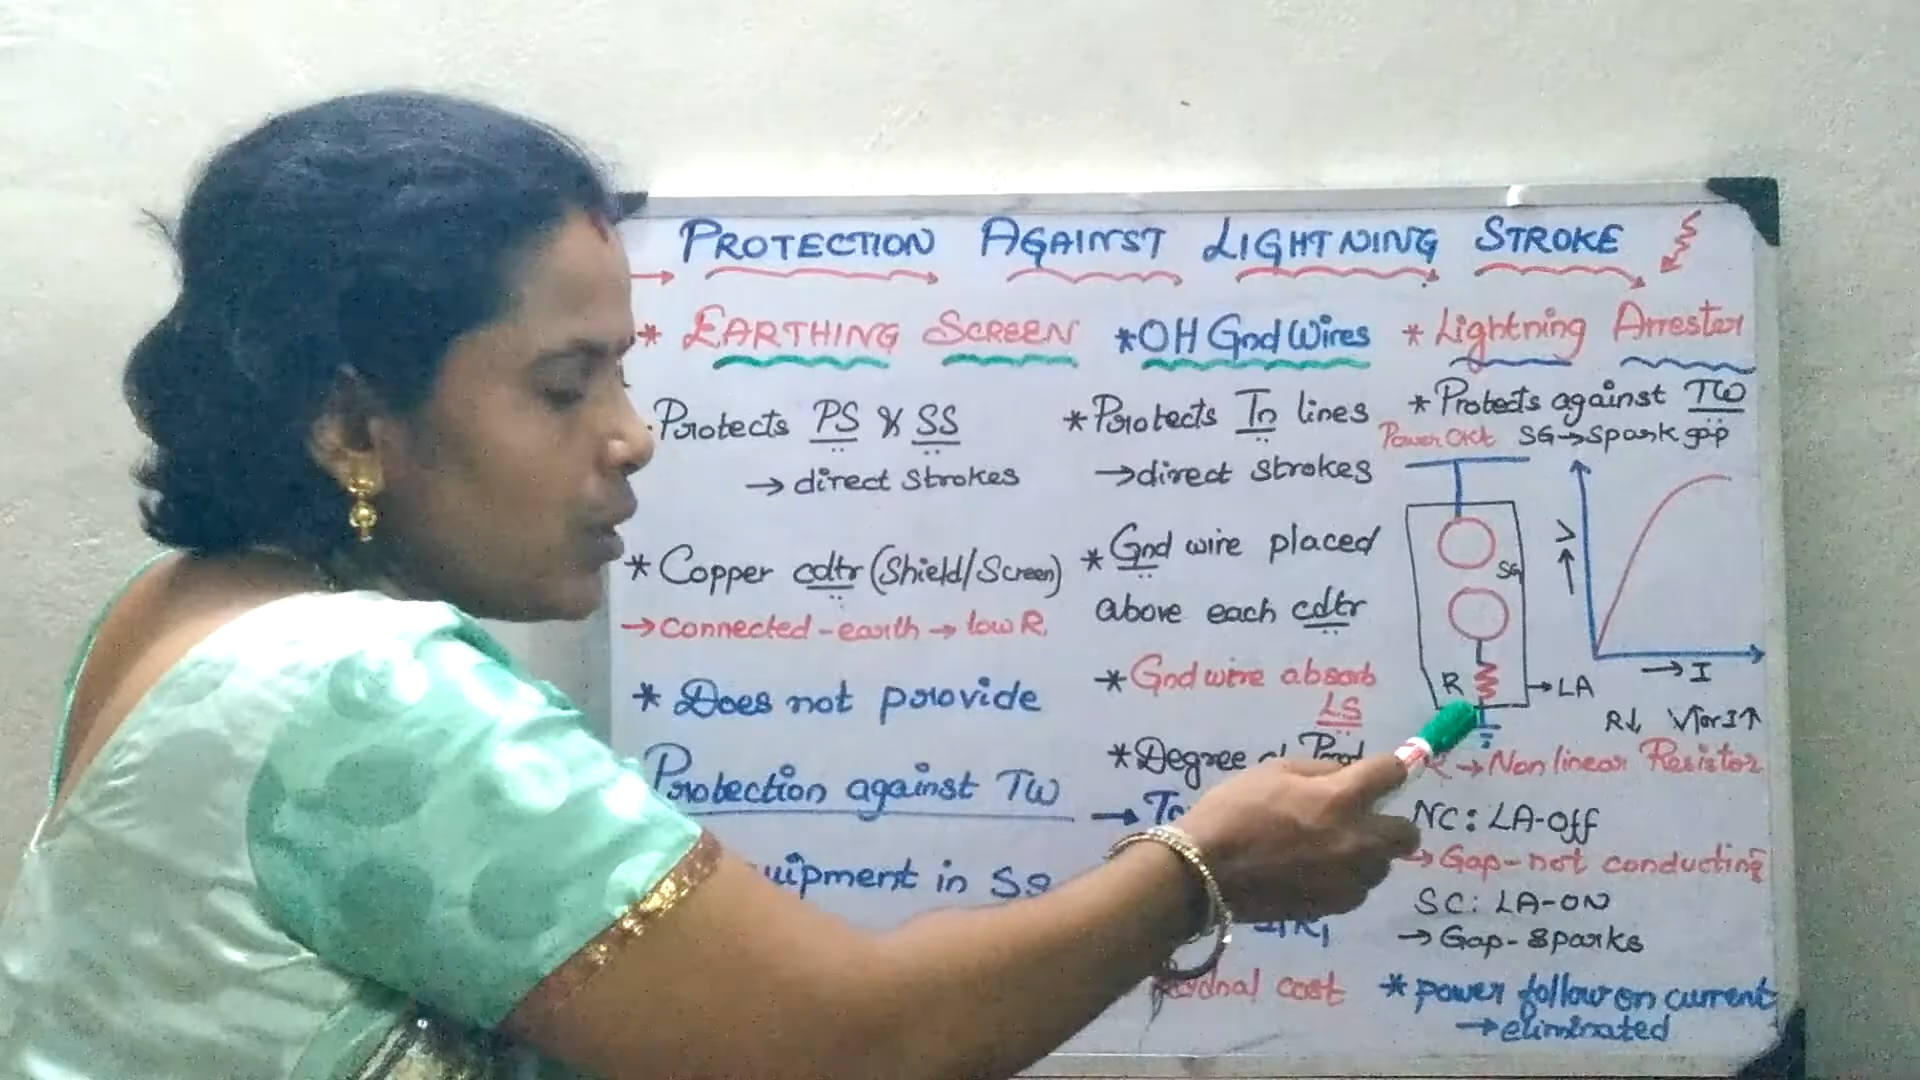 PROTECTION AGAINST LIGHTNING STROKE
* EARTHING SCREEN
Protects PS & SS
→ direct strokes
* Copper cdtr (Shield/Screen)
→ connected - earth → low R.
* Does not provide
Protection against TW
uipment in SS
* OH Gnd Wires
* Protects Tn lines
→ direct strokes
* Gnd wire placed
above each cdtr
* Gnd wire absorb
LS
* Degree
→
cost
* Lightning Arrester
* Protects against TW
Power Ckt SG → Spark gap
SG
V
R
→ LA
→ I
R↓ V or I↑
→ Non linear Resistor
NC: LA-Off
→ Gap - not conducting
SC: LA-ON
→ Gap - Sparks
* power follow on current
→ eliminated